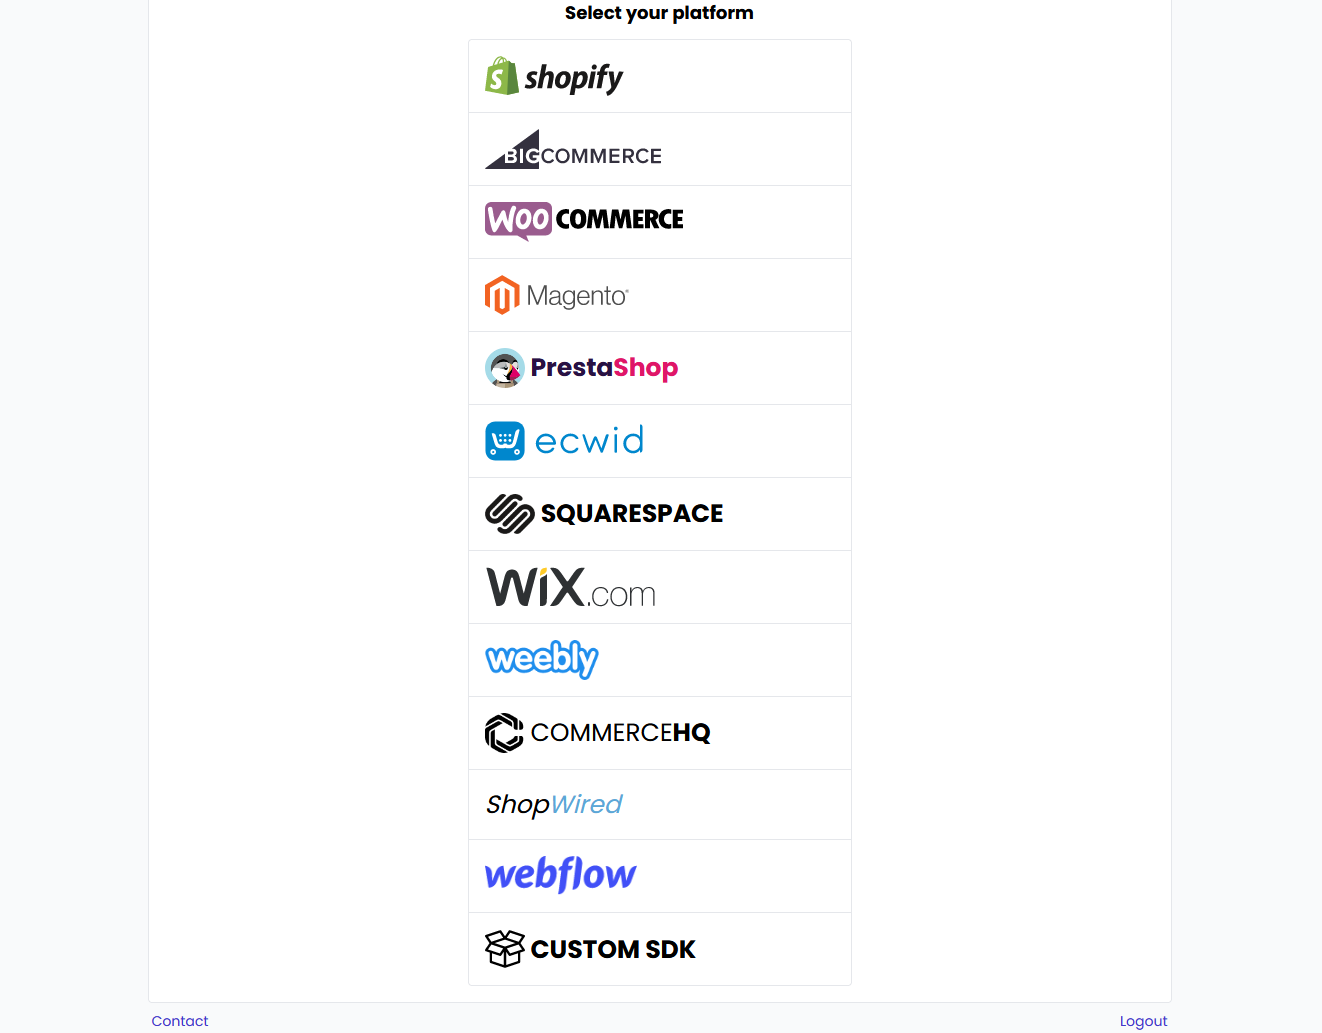 Select your platform
shopify
BIGCOMMERCE
WOO COMMERCE
Magento®
PrestaShop
ecwid
SQUARESPACE
WiX.com
weebly
COMMERCEHQ
ShopWired
webflow
CUSTOM SDK
Contact Logout